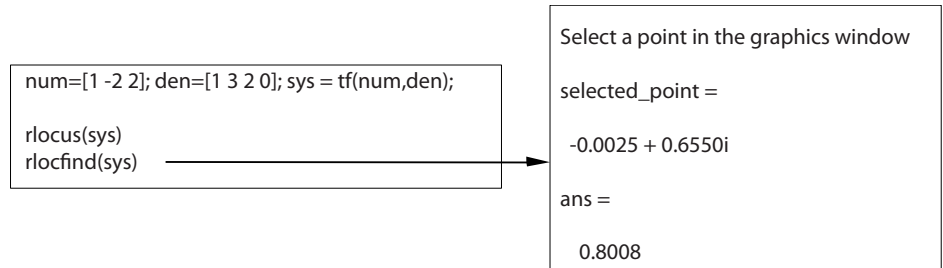 num=[1 -2 2]; den=[1 3 2 0]; sys = tf(num,den);
rlocus(sys)
rlocfind(sys)
Select a point in the graphics window
selected_point =
-0.0025 + 0.6550i
ans =
0.8008